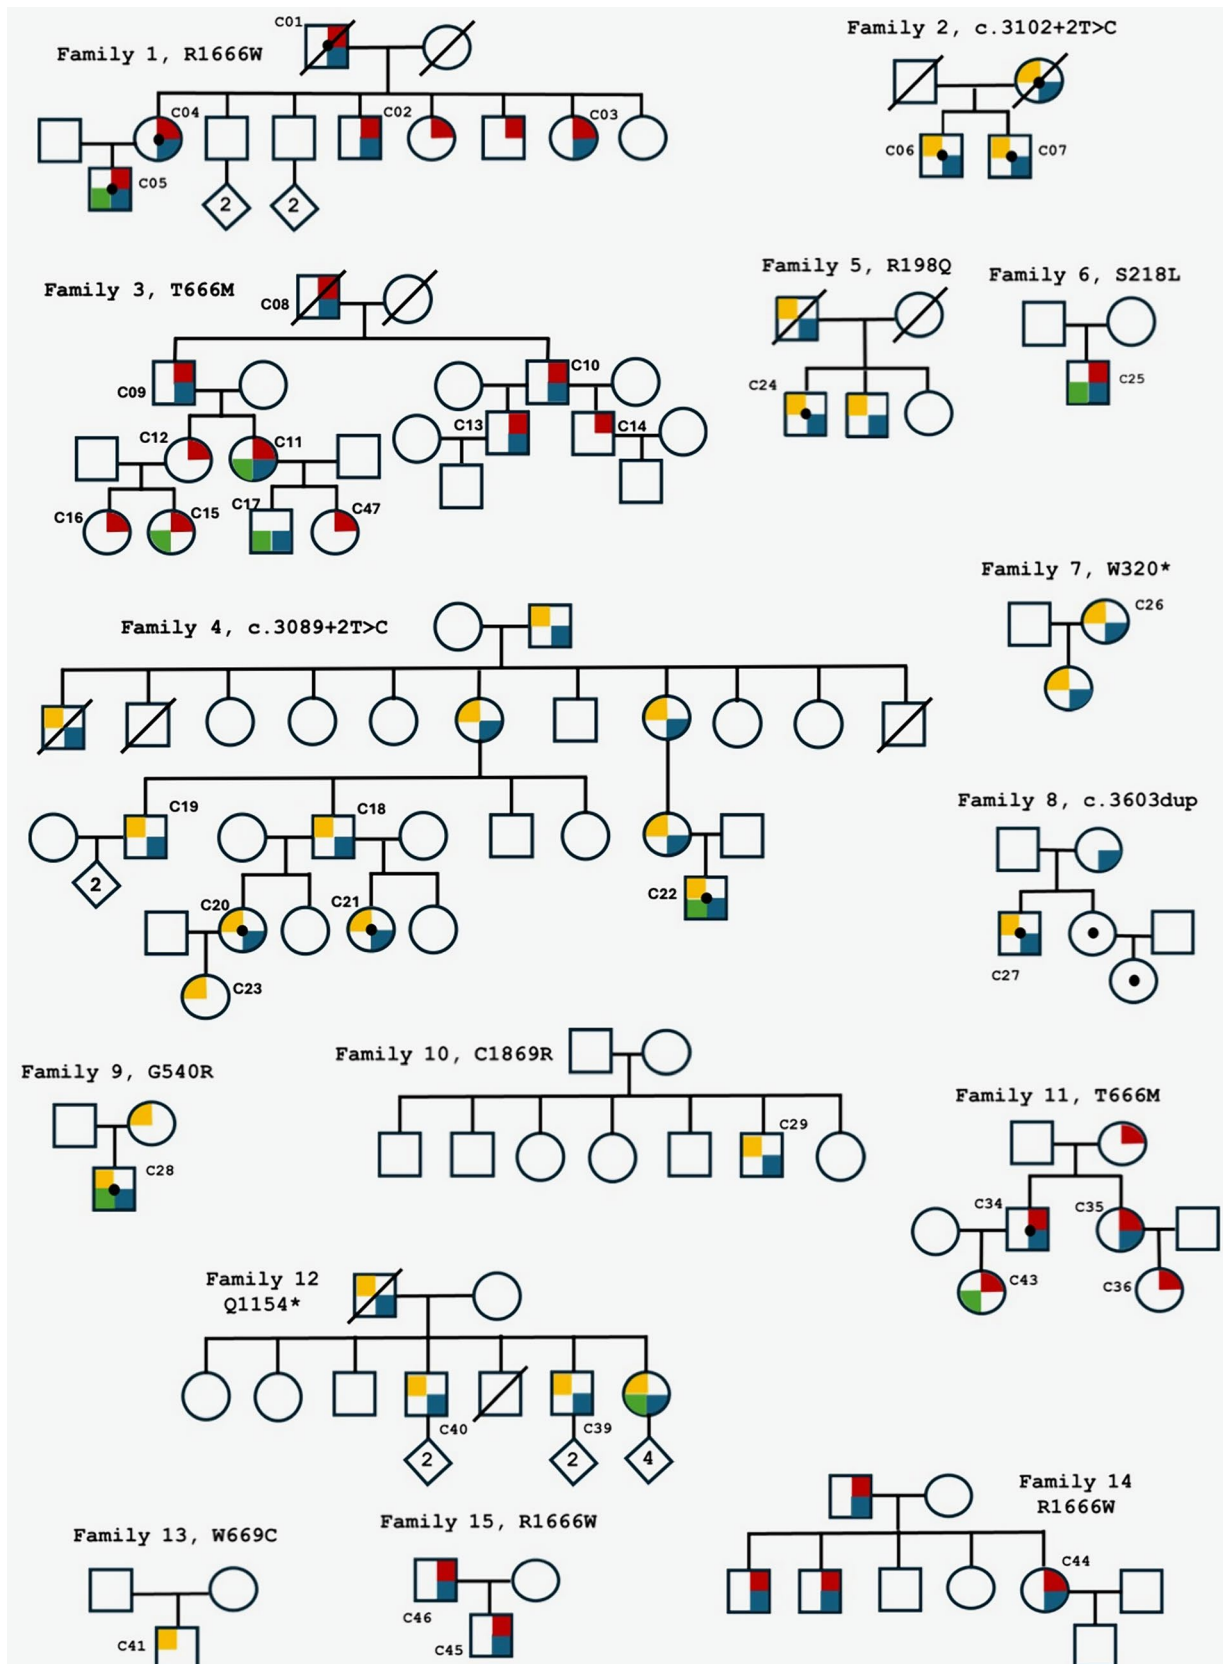 C01
Family 1, R1666W
Family 2, c.3102+2T>C
C04
C02
C03
C06
C07
C05
2
2
Family 5, R198Q
Family 6, S218L
Family 3, T666M
C08
C09
C10
C24
C25
C12
C11
C13
C14
C16
C15
C17
C47
Family 7, W320*
C26
Family 4, c.3089+2T>C
C19
C18
Family 8, c.3603dup
2
C20
C21
C22
C27
C23
Family 9, G540R
Family 10, C1869R
Family 11, T666M
C29
C28
C34
C35
C43
C36
Family 12
Q1154*
C40
C39
2
2
4
Family 14
R1666W
Family 13, W669C
Family 15, R1666W
C44
C46
C41
C45